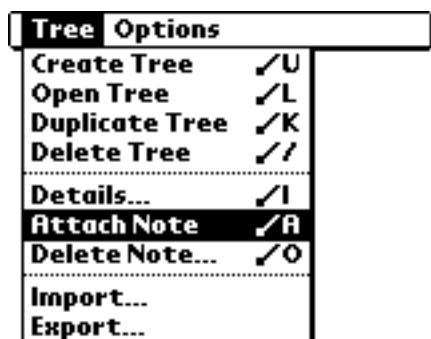 Tree Options
Create Tree /U
Open Tree /L
Duplicate Tree /K
Delete Tree //
Details... /I
Attach Note /A
Delete Note... /O
Import...
Export...